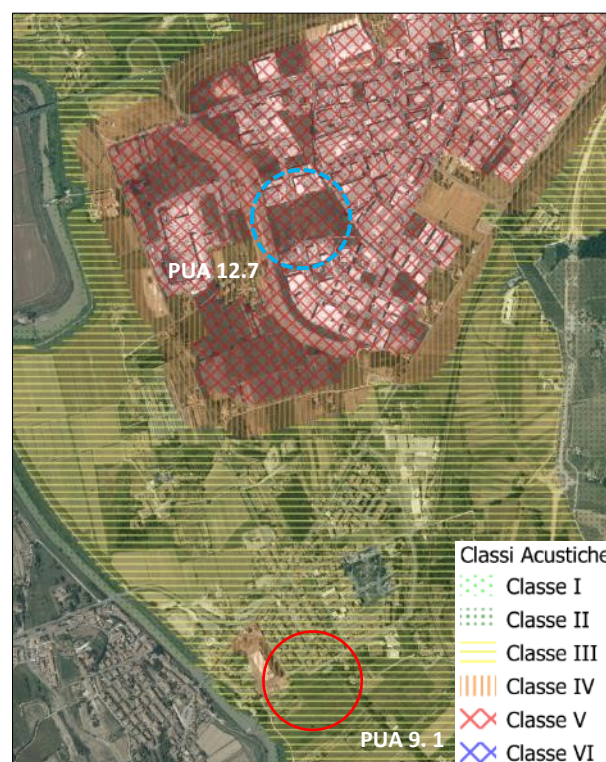 PUA 12.7
Classi Acustiche
Classe I
Classe II
Classe III
Classe IV
Classe V
Classe VI
PUA 9. 1